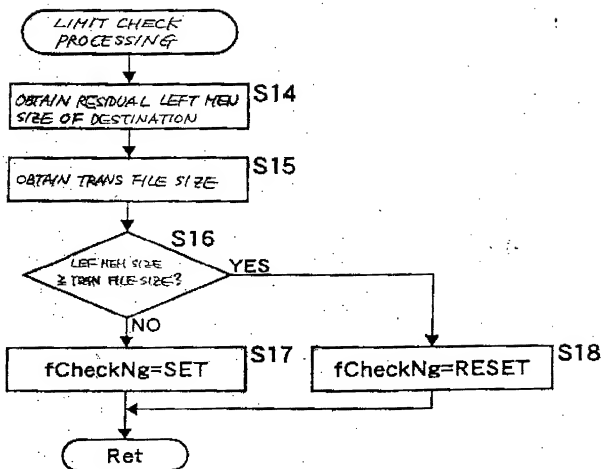 LIMIT CHECK
PROCESSING
OBTAIN RESIDUAL LEFT MEM
SIZE OF DESTINATION
S14
OBTAIN TRANS FILE SIZE
S15
S16
LEF MEM SIZE
≥ TRAN FILE SIZE?
YES
NO
fCheckNg=SET
S17
fCheckNg=RESET
S18
Ret